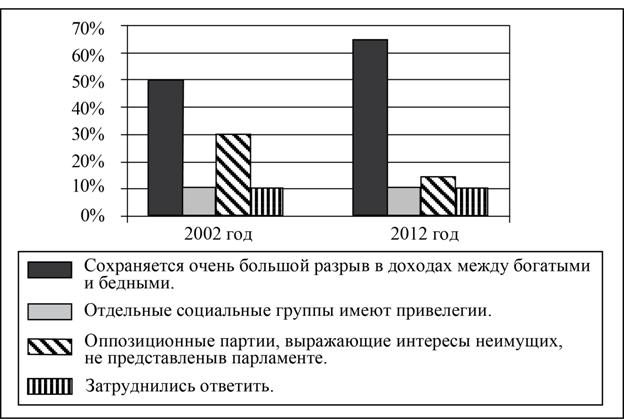 70%
60%
50%
40%
30%
20%
10%
0%
2002 год
2012 год
Сохраняется очень большой разрыв в доходах между богатыми
и бедными.
Отдельные социальные группы имеют привелегии.
Оппозиционные партии, выражающие интересы неимущих,
не представленыв парламенте.
Затруднились ответить.